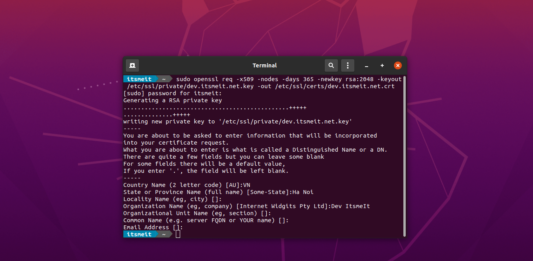 Terminal
itsmeit ~ sudo openssl req -x509 -nodes -days 365 -newkey rsa:2048 -keyout
/etc/ssl/private/dev.itsmeit.net.key -out /etc/ssl/certs/dev.itsmeit.net.crt
[sudo] password for itsmeit:
Generating a RSA private key
...............................................+++++
..............+++++
writing new private key to '/etc/ssl/private/dev.itsmeit.net.key'
-----
You are about to be asked to enter information that will be incorporated
into your certificate request.
What you are about to enter is what is called a Distinguished Name or a DN.
There are quite a few fields but you can leave some blank
For some fields there will be a default value,
If you enter '.', the field will be left blank.
-----
Country Name (2 letter code) [AU]:VN
State or Province Name (full name) [Some-State]:Ha Noi
Locality Name (eg, city) []:
Organization Name (eg, company) [Internet Widgits Pty Ltd]:Dev ItsmeIt
Organizational Unit Name (eg, section) []:
Common Name (e.g. server FQDN or YOUR name) []:
Email Address []:
itsmeit ~